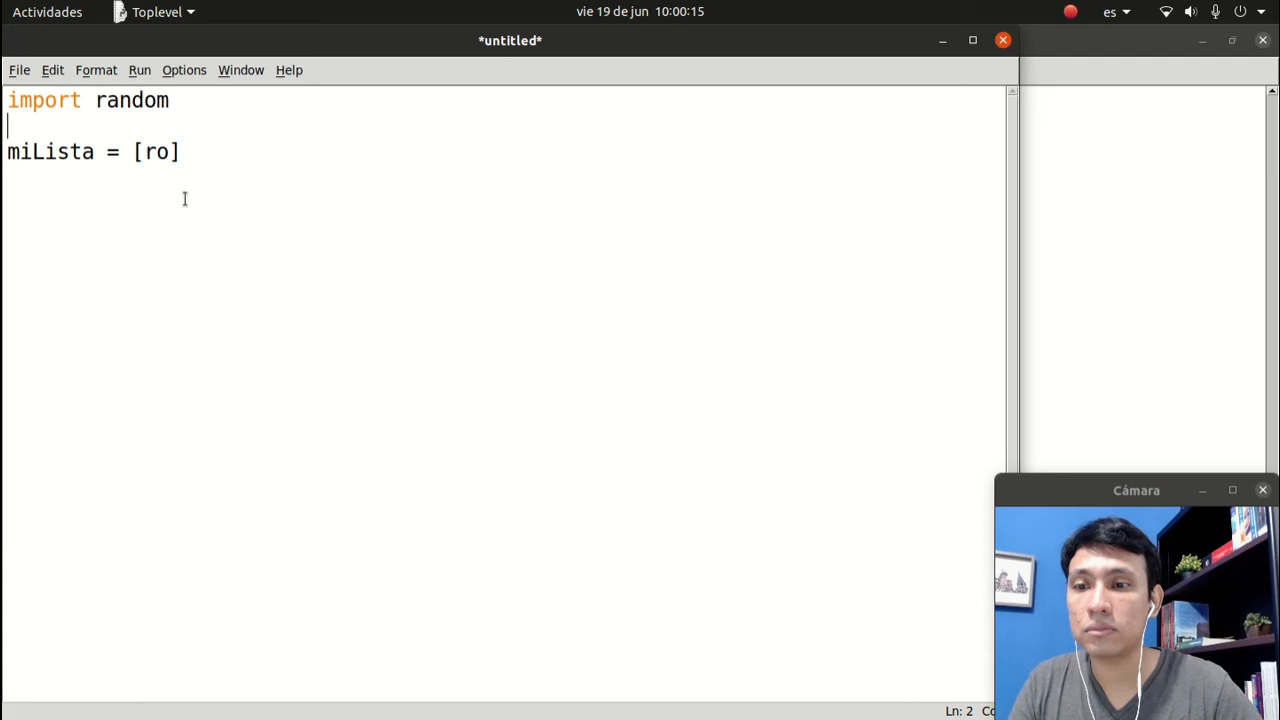 Actividades
Toplevel
vie 19 de jun 10:00:15
es
*untitled*
File Edit Format Run Options Window Help
import random
miLista = [ro]
Cámara
Ln: 2